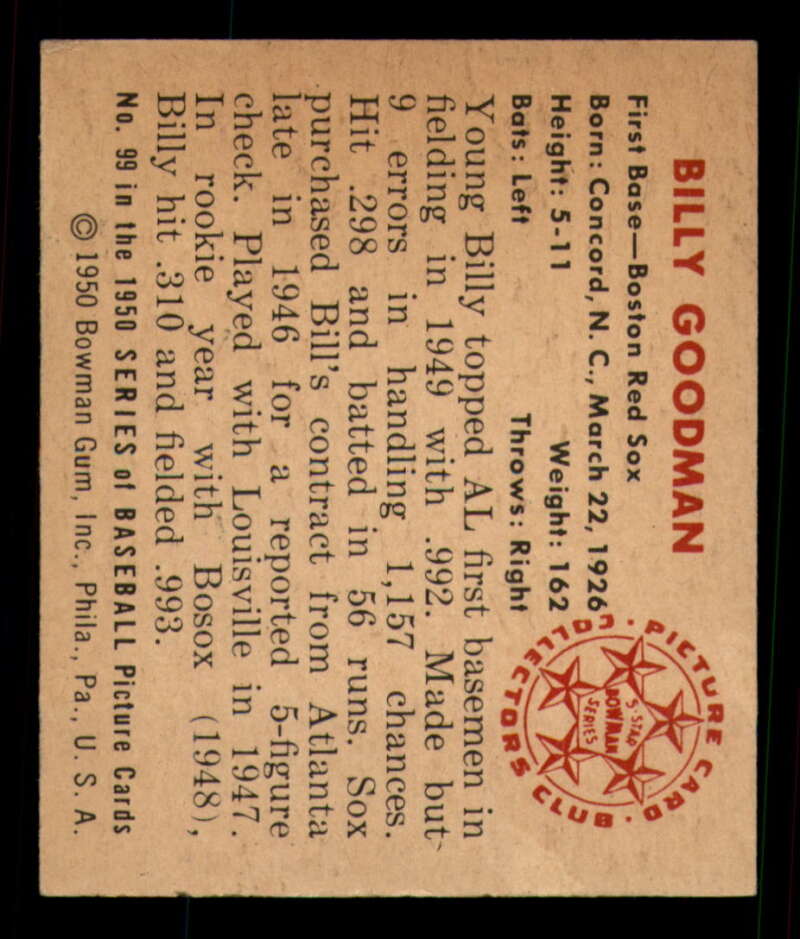 BILLY GOODMAN
First Base—Boston Red Sox
Born: Concord, N. C., March 22, 1926
Height: 5-11 Weight: 162
Bats: Left Throws: Right
PICTURE CARD COLLECTORS CLUB
5-STAR
BOWMAN
SERIES
Young Billy topped AL first basemen in
fielding in 1949 with .992. Made but
9 errors in handling 1,157 chances.
Hit .298 and batted in 56 runs. Sox
purchased Bill's contract from Atlanta
late in 1946 for a reported 5-figure
check. Played with Louisville in 1947.
In rookie year with Bosox (1948),
Billy hit .310 and fielded .993.
No. 99 in the 1950 SERIES of BASEBALL Picture Cards
© 1950 Bowman Gum, Inc., Phila., Pa., U. S. A.